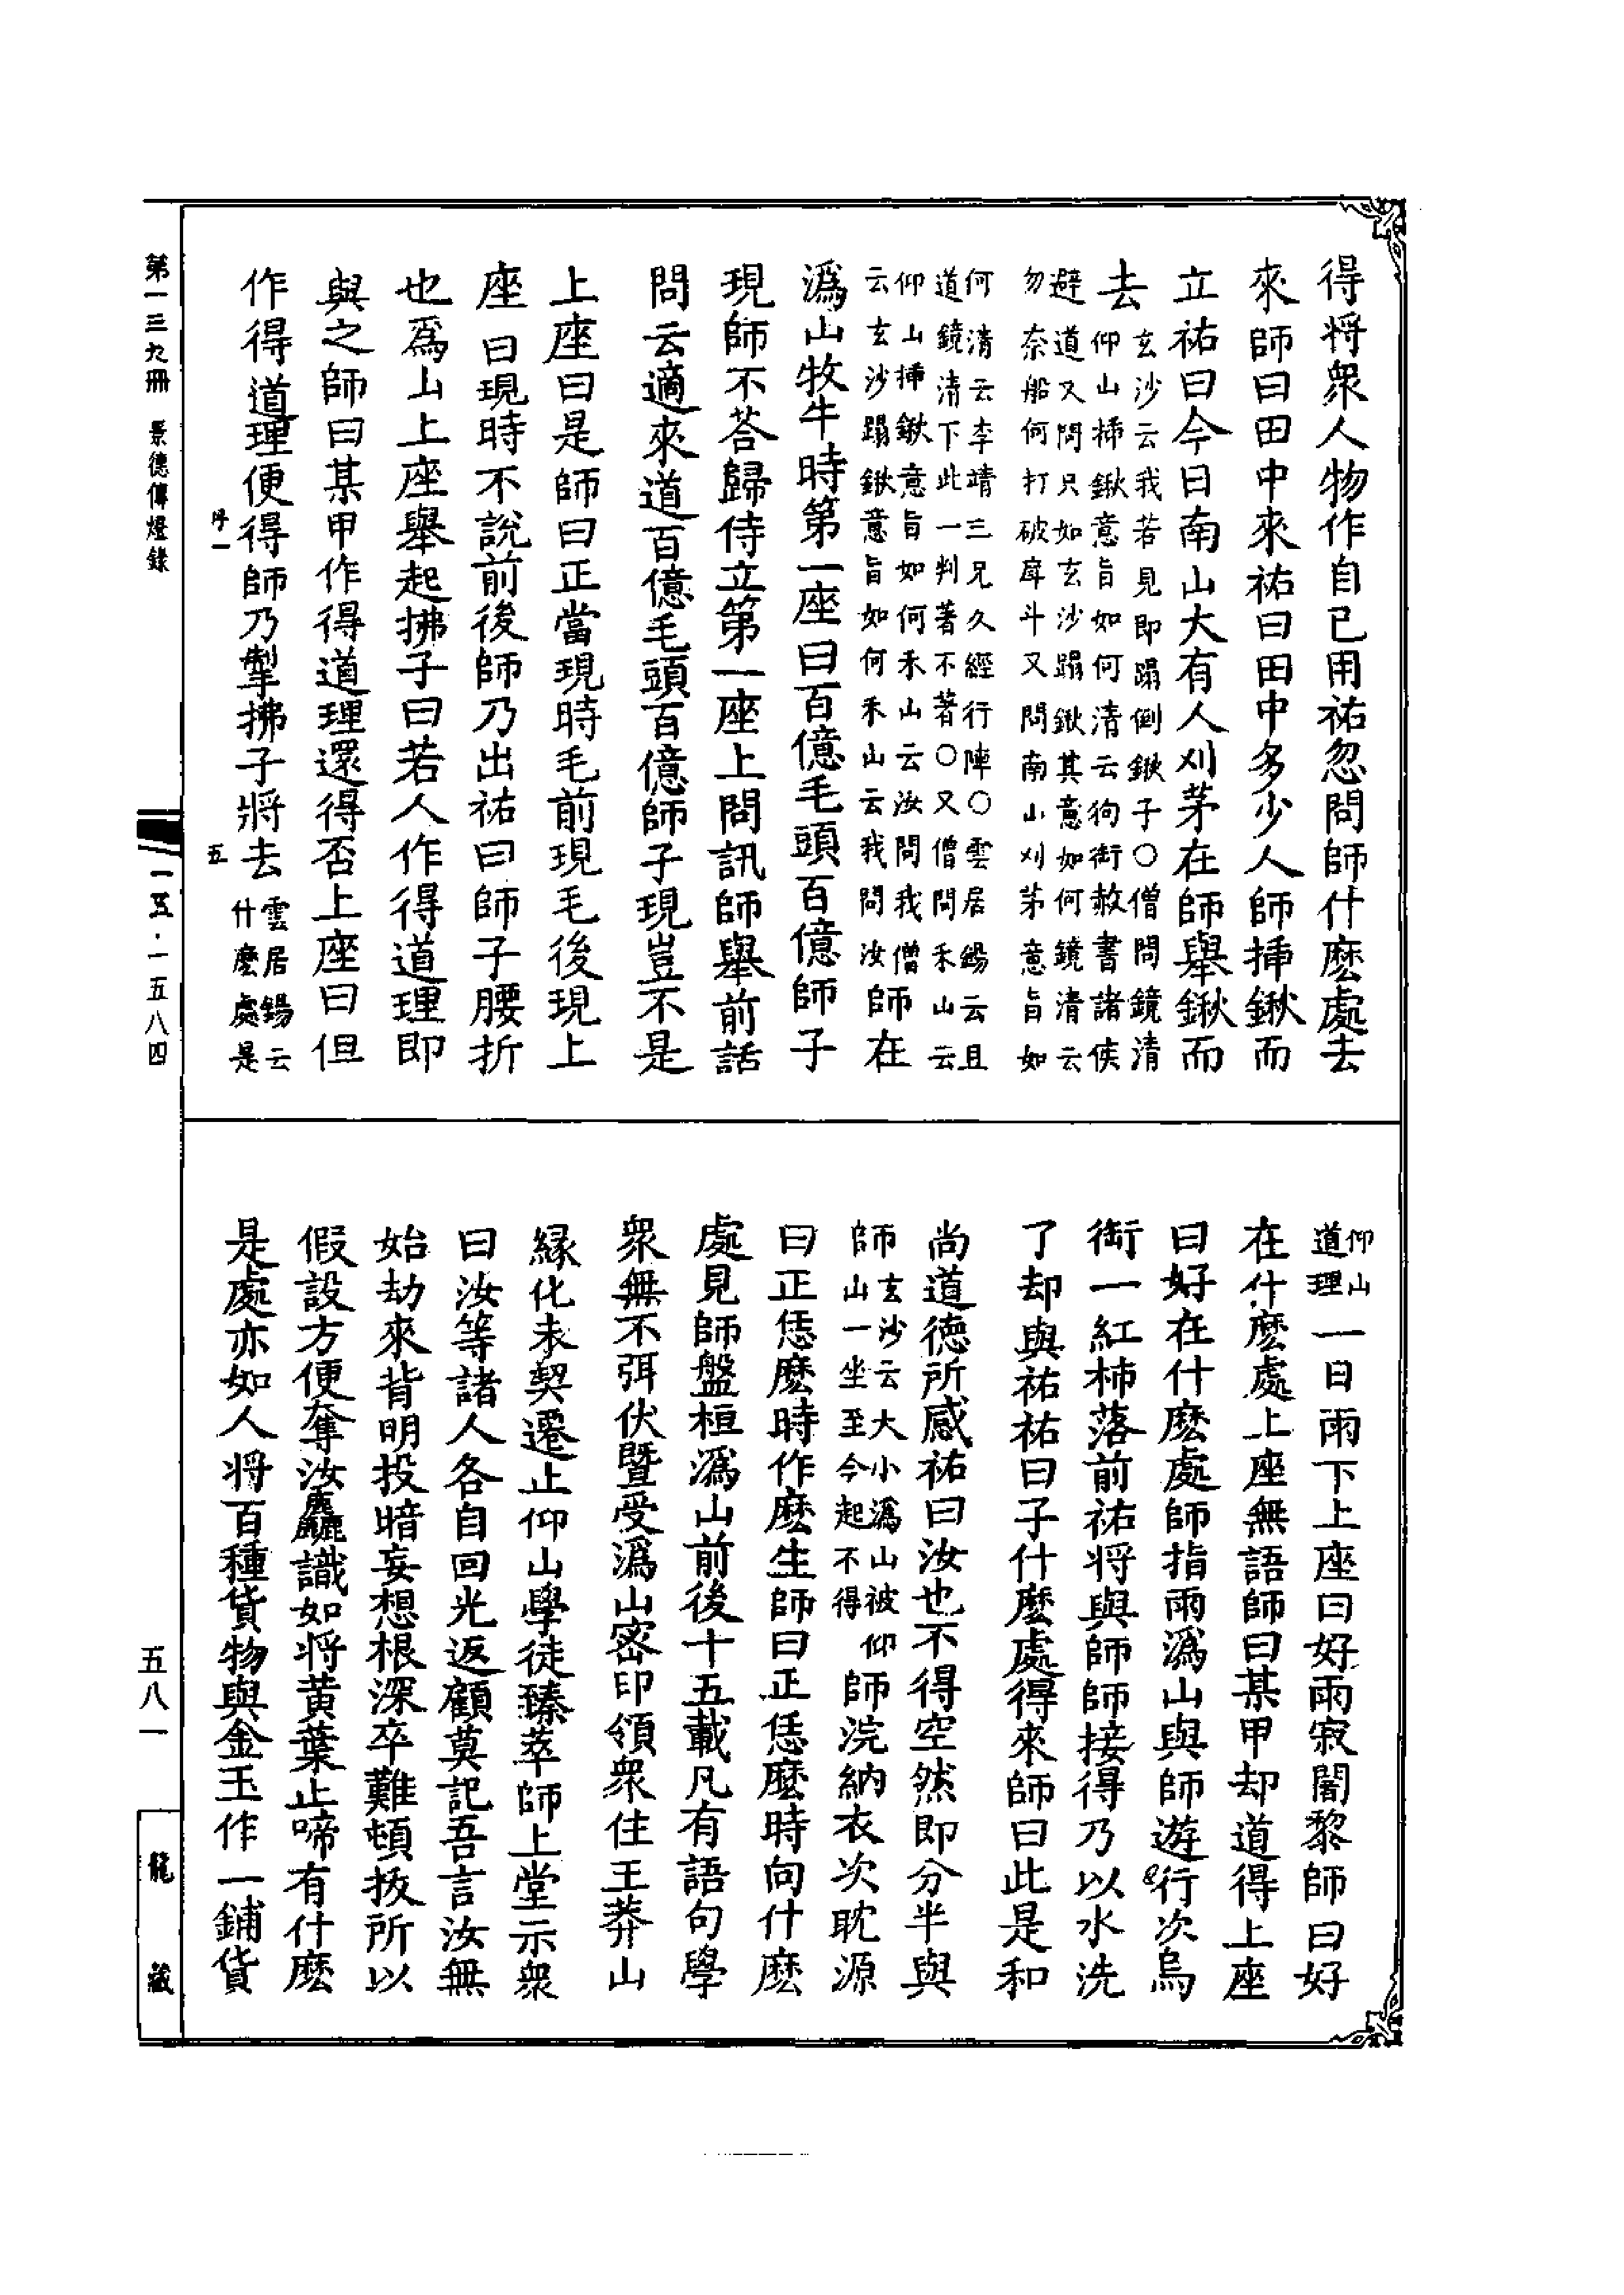 得將衆人物作自己用祐忽問師什麽處去
來師曰田中來祐曰田中多少人師揷鍬而
立祐曰今日南山大有人刈茅在師舉鍬而
去玄沙云我若見即蹋倒鍬子〇僧問鏡清
仰山揷鍬意旨如何清云狗銜赦書諸侯
避道又問只如玄沙蹋鍬其意如何鏡清云
勿奈船何打破戽斗又問南山刈茅意旨如
何清云李靖三兄久經行陣〇雲居錫云且
道鏡清下此一判著不著〇又僧問禾山云
仰山揷鍬意旨如何禾山云汝問我僧
云玄沙蹋鍬意旨如何禾山云我問汝師在
潙山牧牛時第一座曰百億毛頭百億師子
現師不荅歸侍立第一座上問訊師舉前話
問云適來道百億毛頭百億師子現豈不是
上座曰是師曰正當現時毛前現毛後現上
座曰現時不說前後師乃出祐曰師子腰折
也潙山上座舉起拂子曰若人作得道理即
與之師曰某甲作得道理還得否上座曰但
作得道理便得師乃掣拂子將去雲居錫云
什麽處是
仰山
道理一日雨下上座曰好雨寂闍黎師曰好
在什麽處上座無語師曰某甲却道得上座
曰好在什麽處師指雨潙山與師遊行次烏
銜一紅柿落前祐將與師師接得乃以水洗
了却與祐祐曰子什麽處得來師曰此是和
尚道德所感祐曰汝也不得空然即分半與
師玄沙云大小潙山被仰
山一坐至今起不得師浣納衣次耽源
曰正恁麽時作麽生師曰正恁麽時向什麽
處見師盤桓潙山前後十五載凡有語句學
衆無不弭伏暨受潙山密印領衆住王莽山
緣化未契遷止仰山學徒臻萃師上堂示衆
曰汝等諸人各自回光返顧莫記吾言汝無
始劫來背明投暗妄想根深卒難頓拔所以
假設方便奪汝麤識如將黄葉止啼有什麽
是處亦如人將百種貨物與金玉作一鋪貨
第一三九冊 景德傳燈錄
五
一五·一五八四
五八一
龍藏